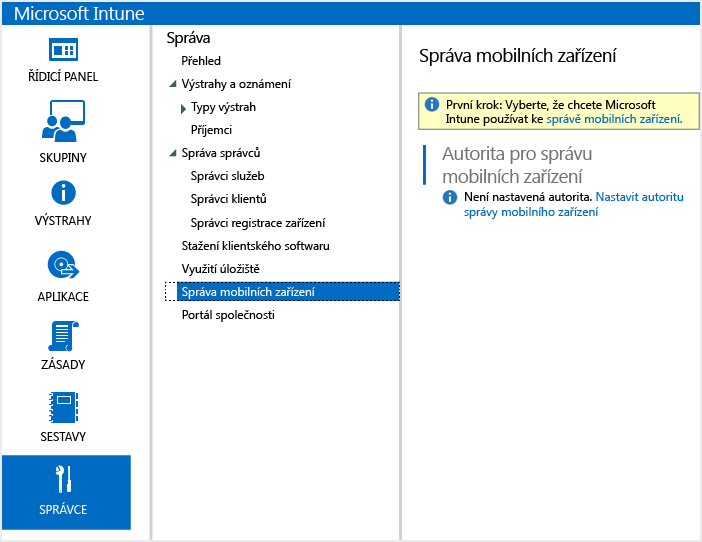 Microsoft Intune
ŘÍDICÍ PANEL
SKUPINY
VÝSTRAHY
APLIKACE
ZÁSADY
SESTAVY
SPRÁVCE
Správa
Přehled
Výstrahy a oznámení
Typy výstrah
Příjemci
Správa správců
Správci služeb
Správci klientů
Správci registrace zařízení
Stažení klientského softwaru
Využití úložiště
Správa mobilních zařízení
Portál společnosti
Správa mobilních zařízení
První krok: Vyberte, že chcete Microsoft
Intune používat ke správě mobilních zařízení.
Autorita pro správu
mobilních zařízení
Není nastavená autorita. Nastavit autoritu
správy mobilního zařízení